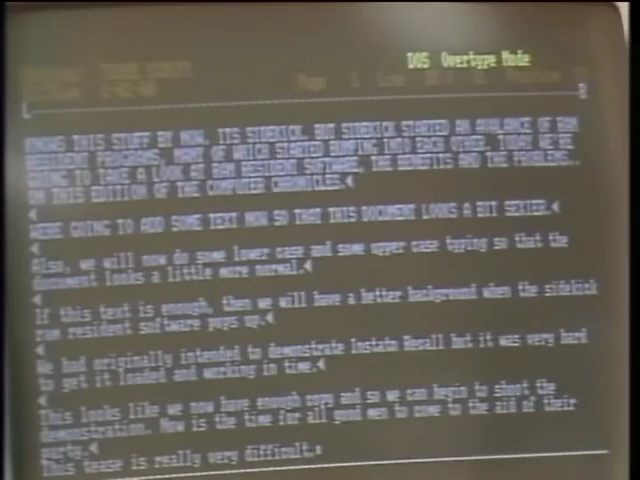 DOS Overtype Mode
Page 1 Line
KNOWS THIS STUFF BY NOW. ITS SIDEKICK. BUT SIDEKICK STARTED AN AVALANCE OF RAM
RESIDENT PROGRAMS, MANY OF WHICH STARTED BUMPING INTO EACH OTHER. TODAY WE'RE
GOING TO TAKE A LOOK AT RAM RESIDENT SOFTWARE, THE BENEFITS AND THE PROBLEMS..
ON THIS EDITION OF THE COMPUTER CHRONICLES
WERE GOING TO ADD SOME TEXT NOW SO THAT THIS DOCUMENT LOOKS A BIT SEXIER.
Also, we will now do some lower case and some upper case typing so that the
document looks a little more normal.
If this text is enough, then we will have a better background when the sidekick
ram resident software pops up.
We had originally intended to demonstrate Instata Recall but it was very hard
to get it loaded and working in time.
This looks like we now have enough copy and so we can begin to shoot the
demonstration. Now is the time for all good men to come to the aid of their
party.
This tease is really very difficult.